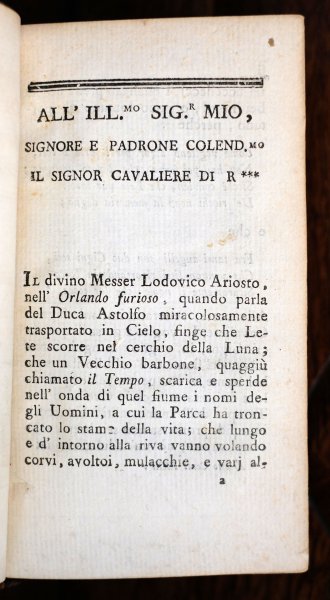 ALL' ILL.MO SIG.R MIO,
SIGNORE E PADRONE COLEND.MO
IL SIGNOR CAVALIERE DI R ***
IL divino Messer Lodovico Ariosto,
nell' Orlando furioso, quando parla
del Duca Astolfo miracolosamente
trasportato in Cielo, finge che Le-
te scorre nel cerchio della Luna;
che un Vecchio barbone, quaggiù
chiamato il Tempo, scarica e sperde
nell' onda di quel fiume i nomi de-
gli Uomini, a cui la Parca ha tron-
cato lo stame della vita; che lungo
e d' intorno alla riva vanno volando
corvi, avoltoi, mulacchie, e varj al-
a